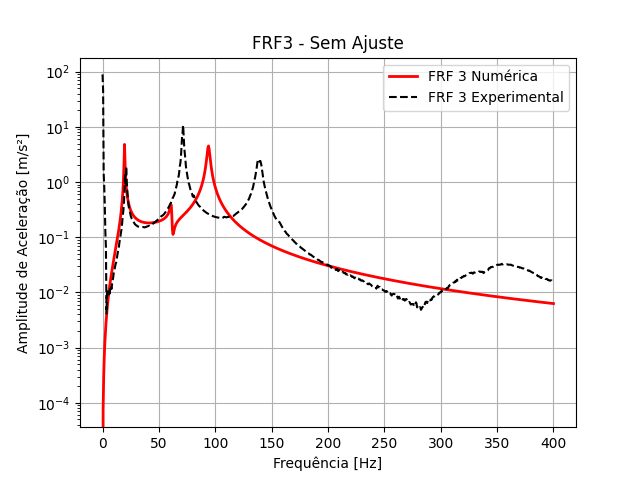 FRF3 - Sem Ajuste
FRF 3 Numérica
FRF 3 Experimental
Amplitude de Aceleração [m/s²]
10²
10¹
10⁰
10⁻¹
10⁻²
10⁻³
10⁻⁴
0 50 100 150 200 250 300 350 400
Frequência [Hz]